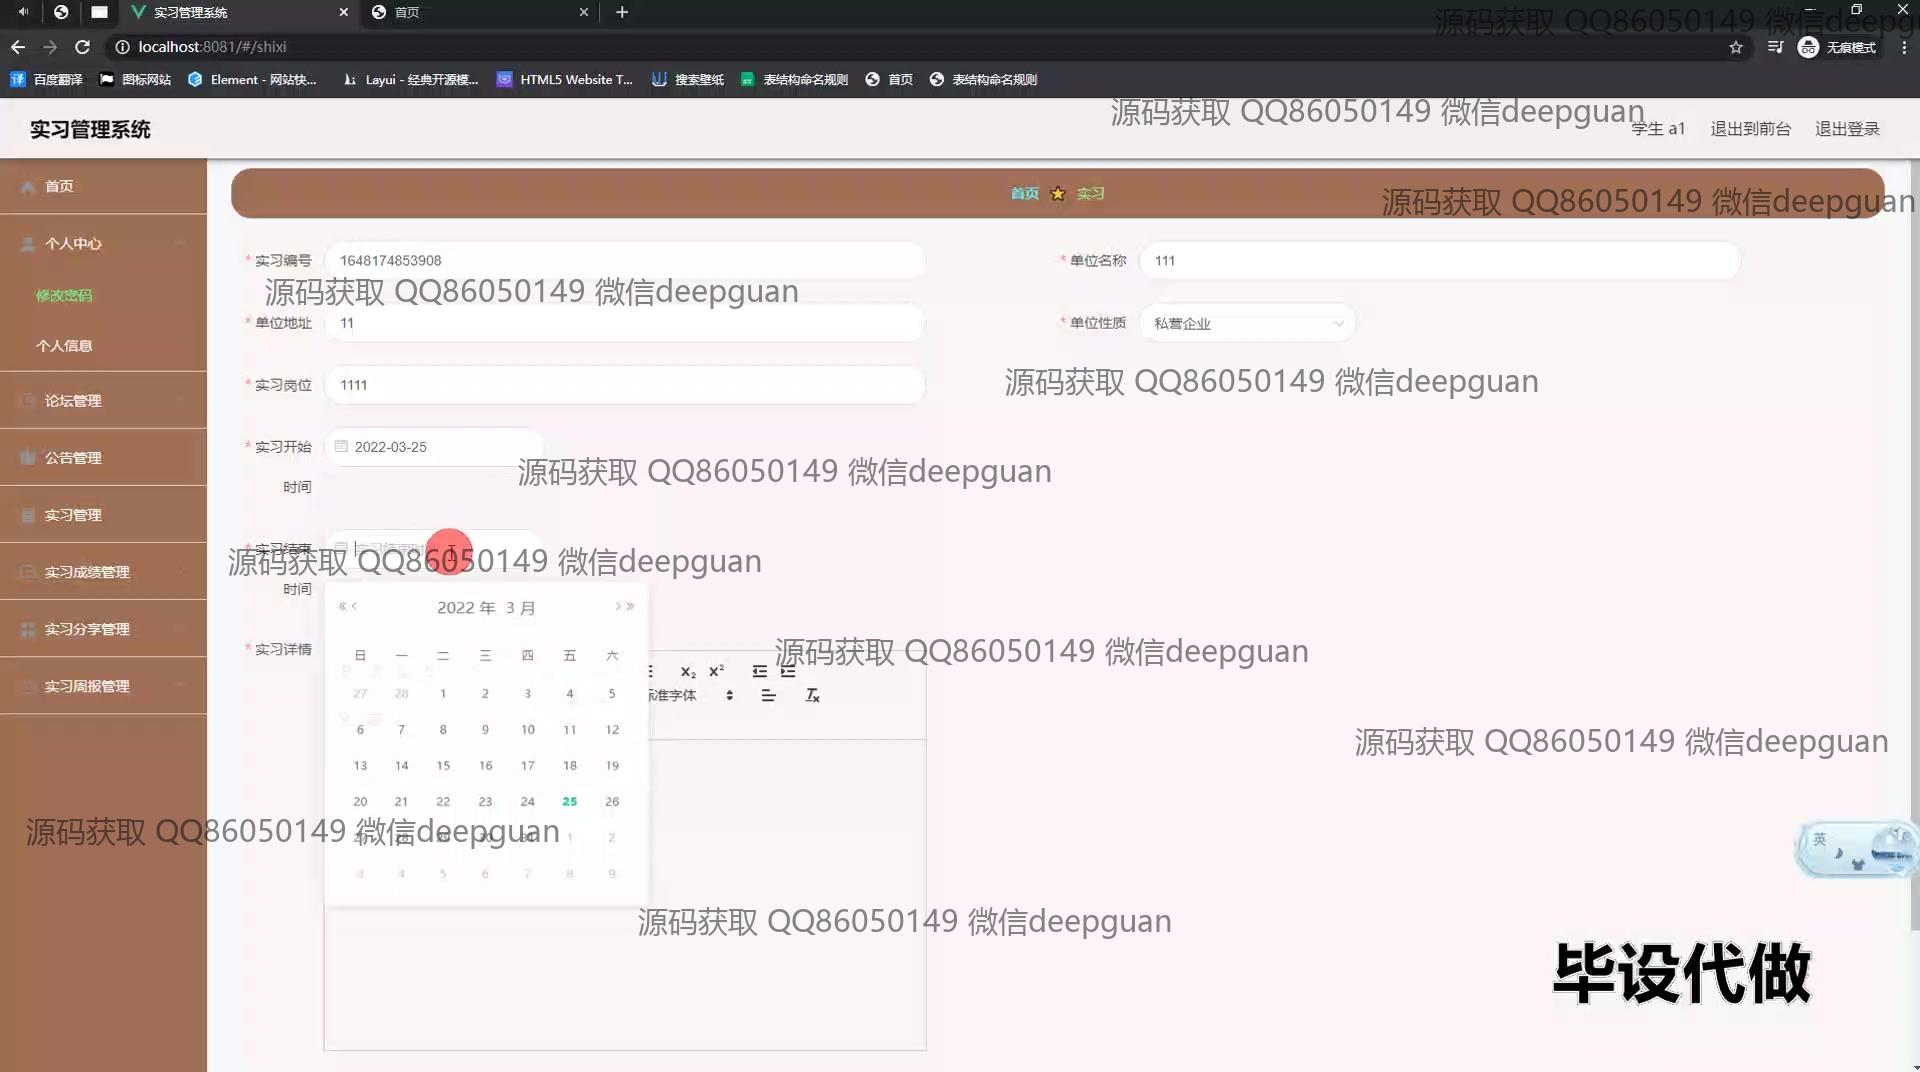 实习管理系统
首页
localhost:8081/#/shixi
无痕模式
百度翻译
图标网站
Element - 网站快...
Layui - 经典开源模...
HTML5 Website T...
搜索壁纸
表结构命名规则
首页
表结构命名规则
源码获取 QQ86050149 微信deepg
源码获取 QQ86050149 微信deepguan
实习管理系统
学生 a1
退出到前台
退出登录
首页
个人中心
修改密码
个人信息
论坛管理
公告管理
实习管理
实习成绩管理
实习分享管理
实习周报管理
首页 实习
源码获取 QQ86050149 微信deepguan
* 实习编号 1648174853908
* 单位名称 111
源码获取 QQ86050149 微信deepguan
* 单位地址 11
* 单位性质 私营企业
* 实习岗位 1111
源码获取 QQ86050149 微信deepguan
* 实习开始时间 2022-03-25
源码获取 QQ86050149 微信deepguan
* 实习结束时间
源码获取 QQ86050149 微信deepguan
2022 年 3 月
日 一 二 三 四 五 六
27 28 1 2 3 4 5
6 7 8 9 10 11 12
13 14 15 16 17 18 19
20 21 22 23 24 25 26
1 2
3 4 5 6 7 8 9
* 实习详情
源码获取 QQ86050149 微信deepguan
准字体
源码获取 QQ86050149 微信deepguan
源码获取 QQ86050149 微信deepguan
英
源码获取 QQ86050149 微信deepguan
毕设代做